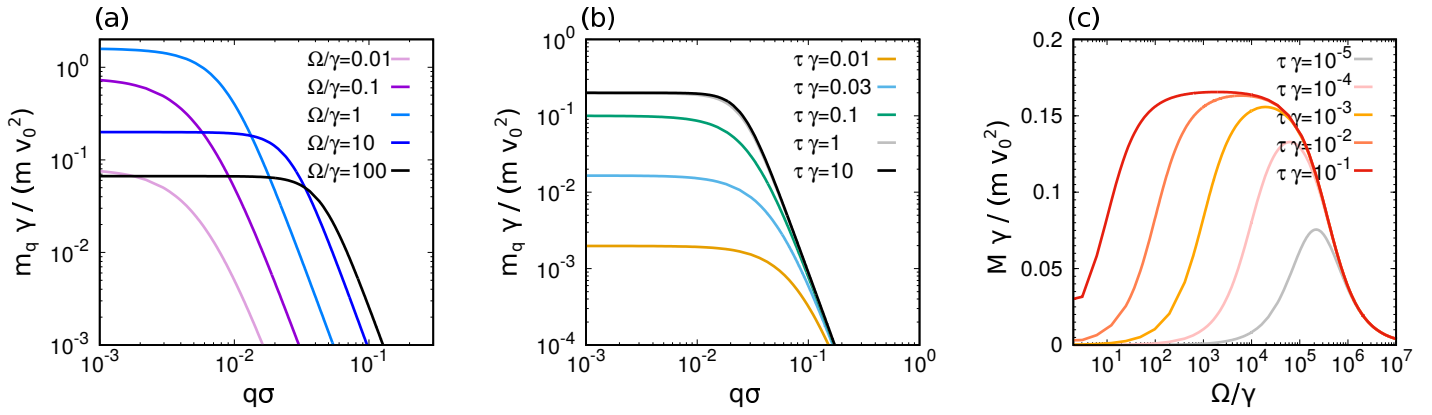 (a)
m_q γ / (m v_0^2)
10^0
10^-1
10^-2
10^-3
10^-3
10^-2
10^-1
qσ
Ω/γ=0.01
Ω/γ=0.1
Ω/γ=1
Ω/γ=10
Ω/γ=100
(b)
m_q γ / (m v_0^2)
10^0
10^-1
10^-2
10^-3
10^-4
10^-3
10^-2
10^-1
10^0
qσ
τ γ=0.01
τ γ=0.03
τ γ=0.1
τ γ=1
τ γ=10
(c)
M γ / (m v_0^2)
0.2
0.15
0.1
0.05
0
10^1
10^2
10^3
10^4
10^5
10^6
10^7
Ω/γ
τ γ=10^-5
τ γ=10^-4
τ γ=10^-3
τ γ=10^-2
τ γ=10^-1